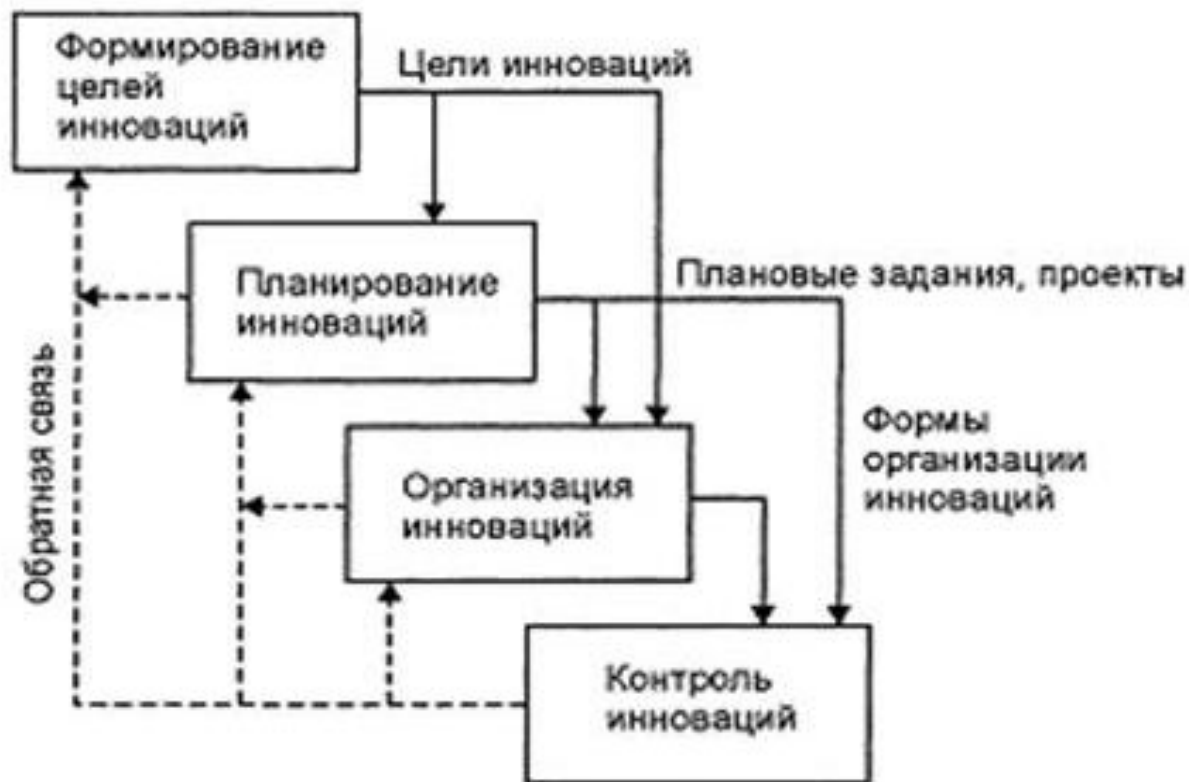 Формирование
целей
инноваций
Цели инноваций
Планирование
инноваций
Плановые задания, проекты
Обратная связь
Организация
инноваций
Формы
организации
инноваций
Контроль
инноваций